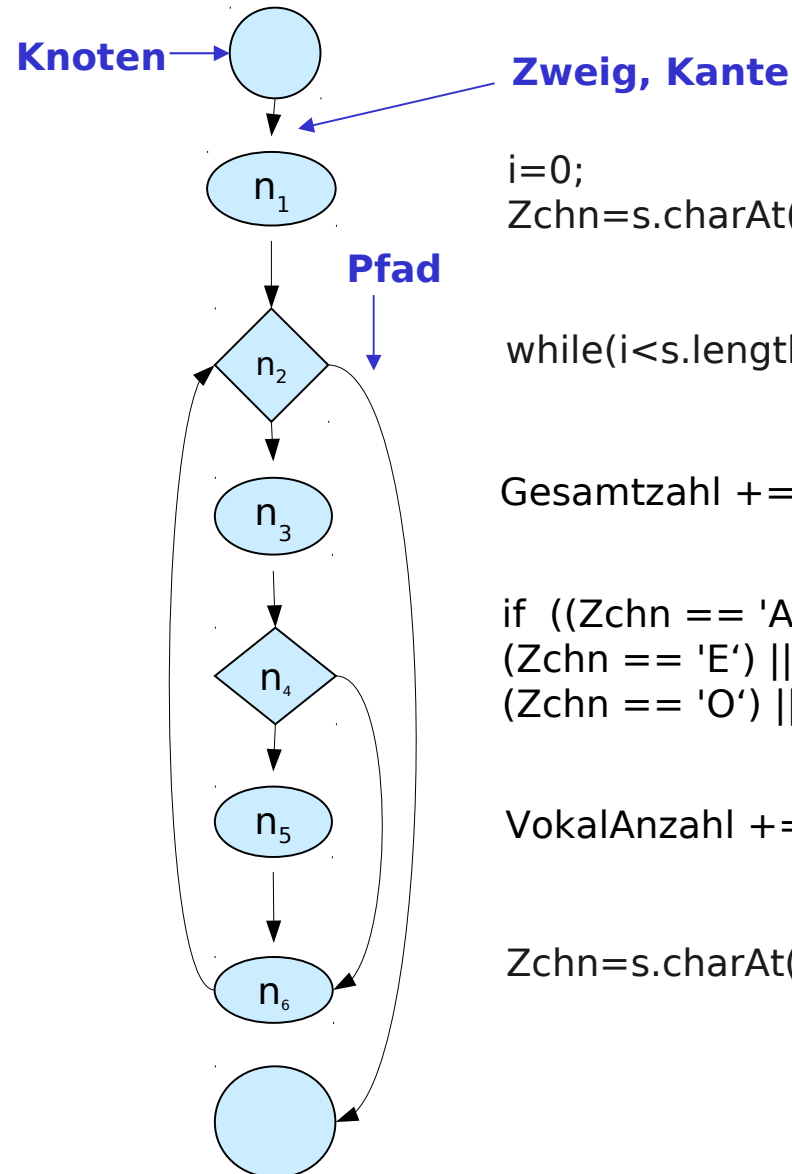 Knoten
Zweig, Kante
n1
i=0;
Zchn=s.charAt(
Pfad
n2
while(i<s.length
n3
Gesamtzahl +=
n4
if ((Zchn == 'A
(Zchn == 'E‘) ||
(Zchn == 'O‘) ||
n5
VokalAnzahl +=
n6
Zchn=s.charAt(